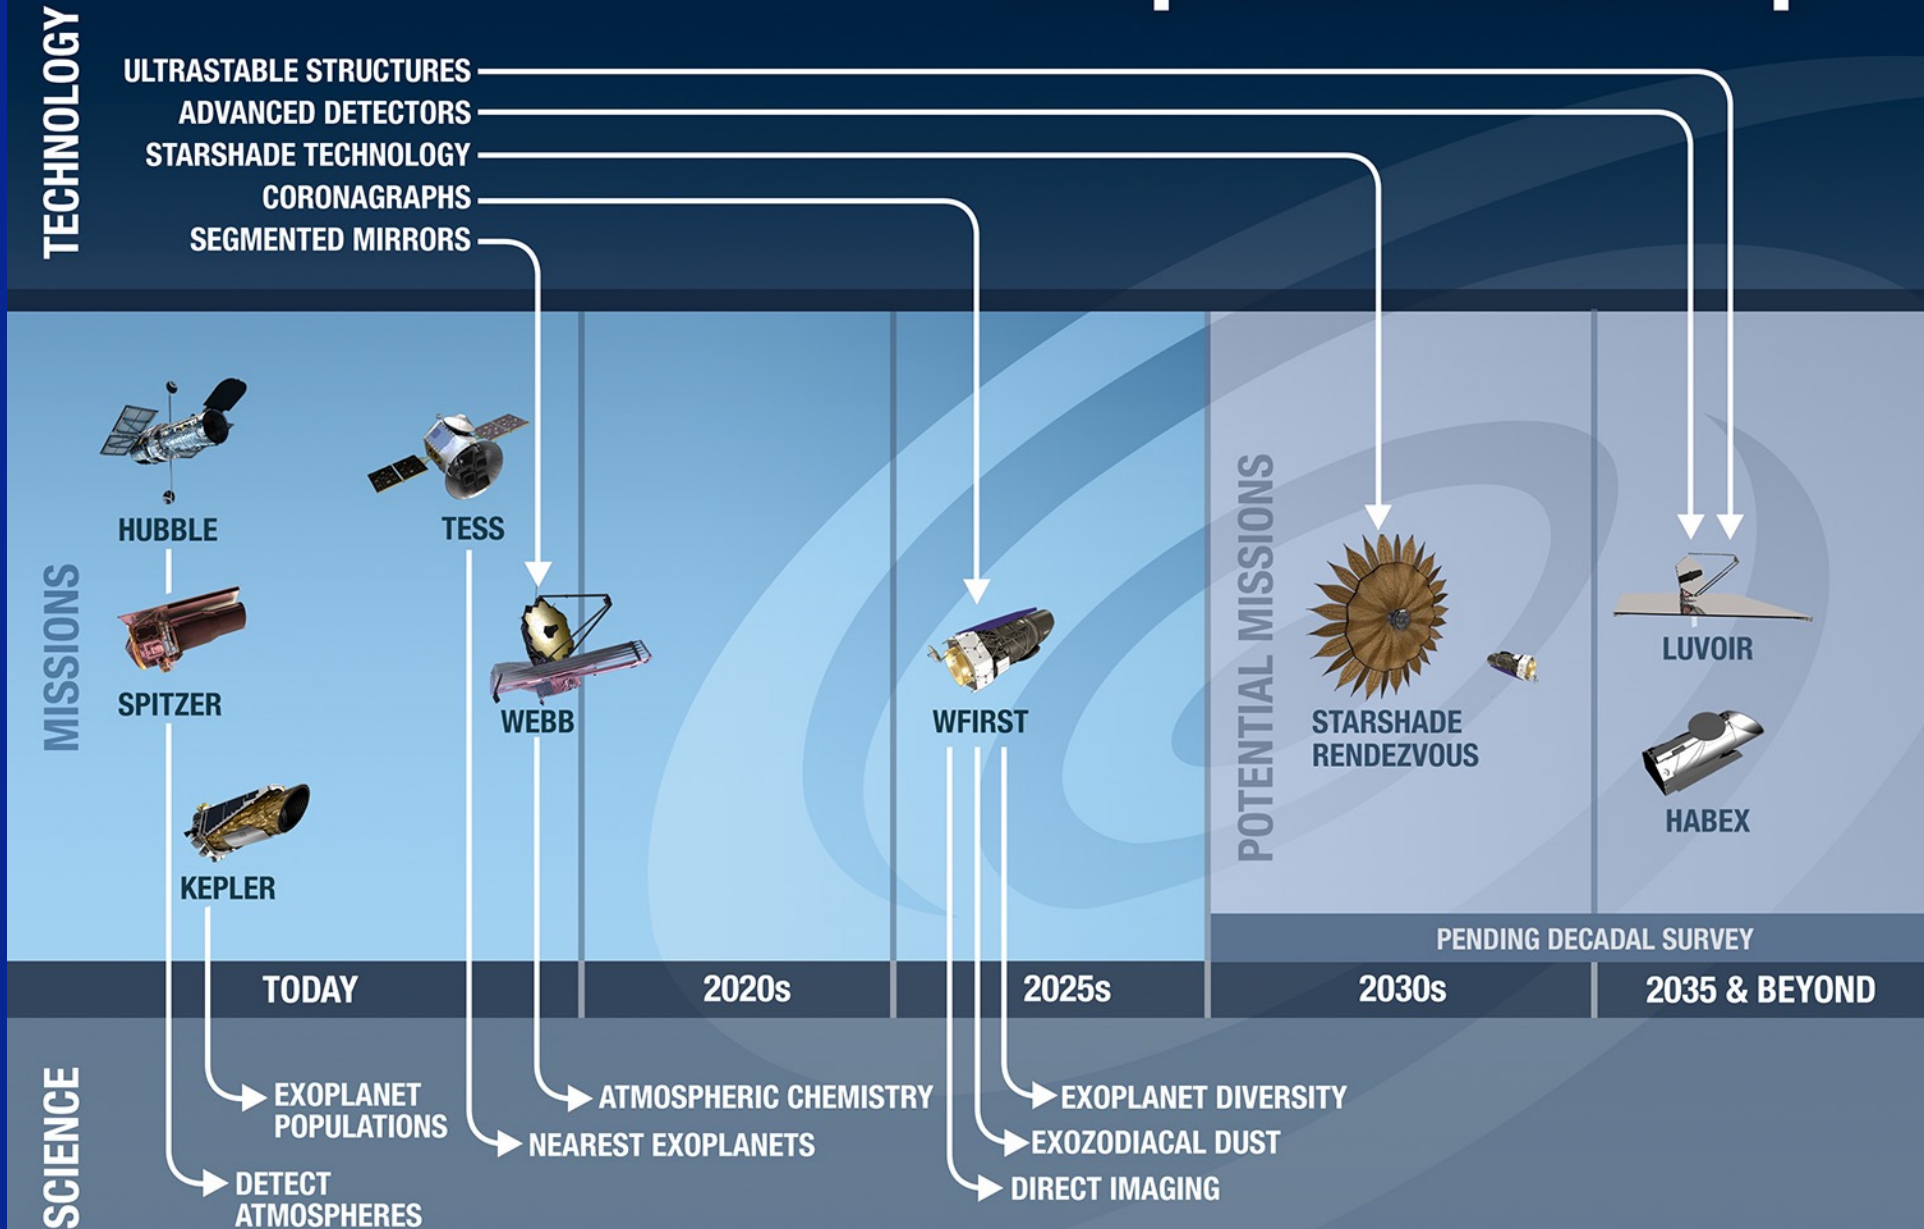 TECHNOLOGY
ULTRASTABLE STRUCTURES
ADVANCED DETECTORS
STARSHADE TECHNOLOGY
CORONAGRAPHS
SEGMENTED MIRRORS
MISSIONS
HUBBLE
TESS
SPITZER
WEBB
KEPLER
WFIRST
POTENTIAL MISSIONS
STARSHADE
RENDEZVOUS
LUVOIR
HABEX
PENDING DECADAL SURVEY
TODAY
2020s
2025s
2030s
2035 & BEYOND
SCIENCE
EXOPLANET
POPULATIONS
DETECT
ATMOSPHERES
ATMOSPHERIC CHEMISTRY
NEAREST EXOPLANETS
EXOPLANET DIVERSITY
EXOZODIACAL DUST
DIRECT IMAGING